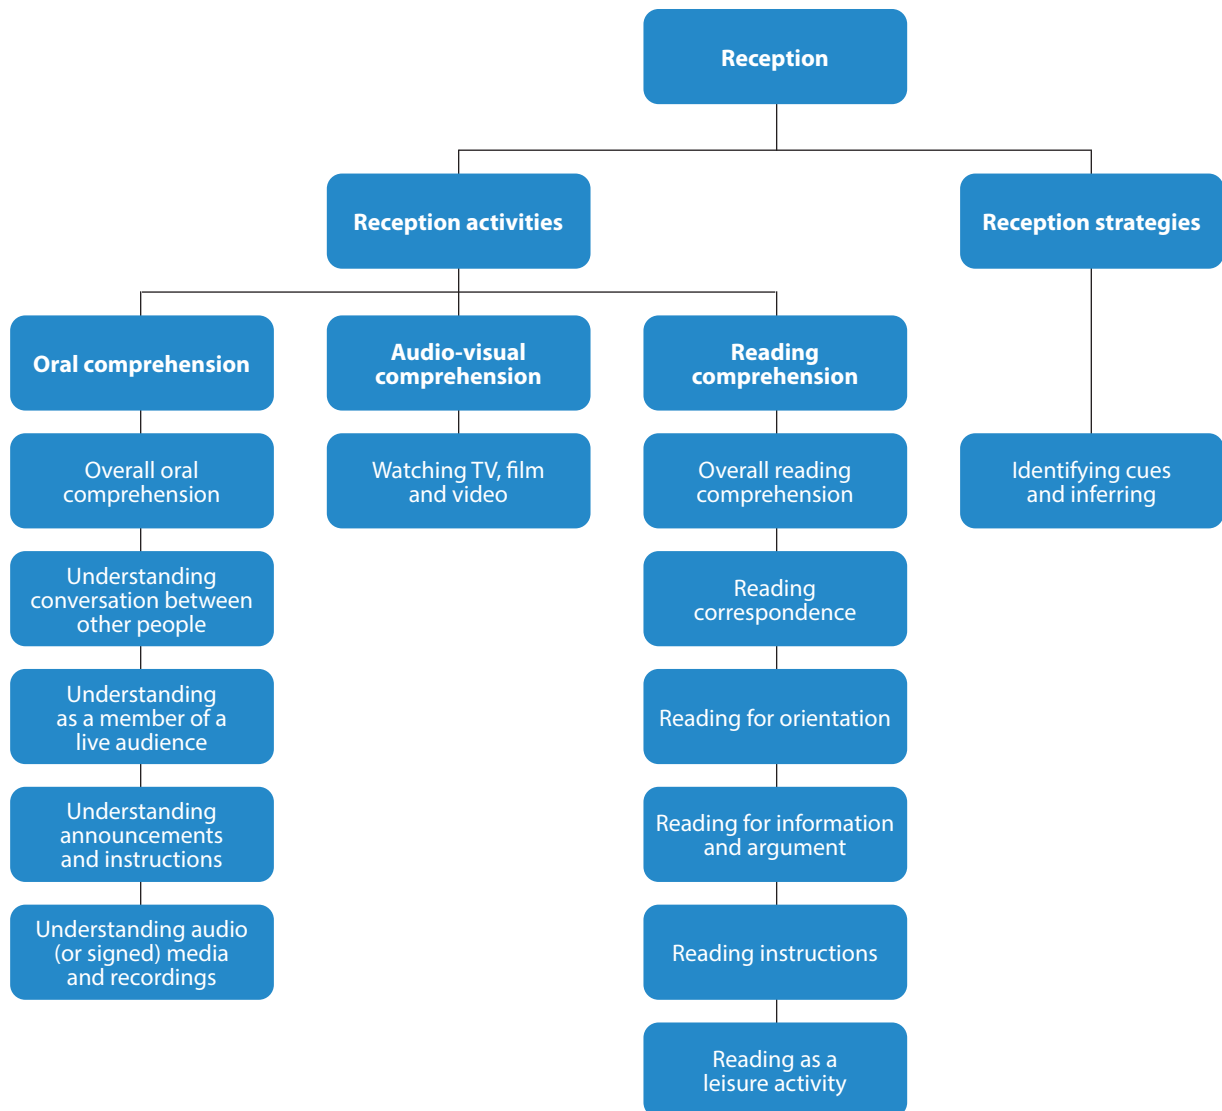 Reception
Reception activities
Reception strategies
Oral comprehension
Audio-visual
comprehension
Reading
comprehension
Overall oral
comprehension
Watching TV, film
and video
Overall reading
comprehension
Identifying cues
and inferring
Understanding
conversation between
other people
Reading
correspondence
Understanding
as a member of a
live audience
Reading for orientation
Understanding
announcements
and instructions
Reading for information
and argument
Understanding audio
(or signed) media
and recordings
Reading instructions
Reading as a
leisure activity